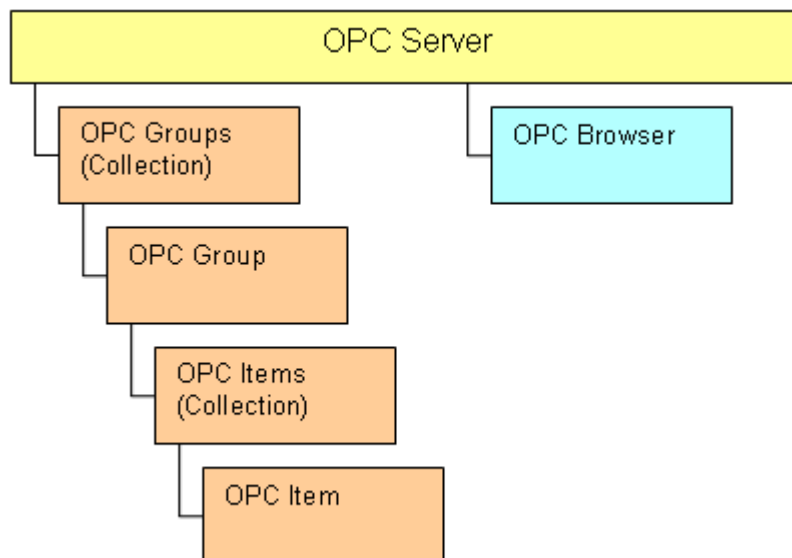 OPC Server
OPC Groups
(Collection)
OPC Browser
OPC Group
OPC Items
(Collection)
OPC Item